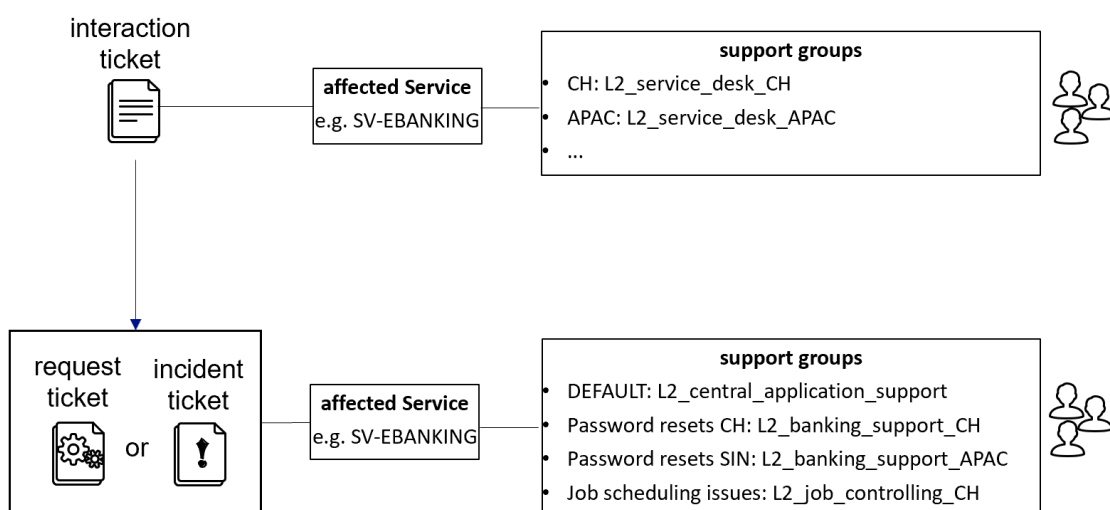 interaction
ticket
affected Service
e.g. SV-EBANKING
support groups
• CH: L2_service_desk_CH
• APAC: L2_service_desk_APAC
• ...
request
ticket
or
incident
ticket
affected Service
e.g. SV-EBANKING
support groups
• DEFAULT: L2_central_application_support
• Password resets CH: L2_banking_support_CH
• Password resets SIN: L2_banking_support_APAC
• Job scheduling issues: L2_job_controlling_CH